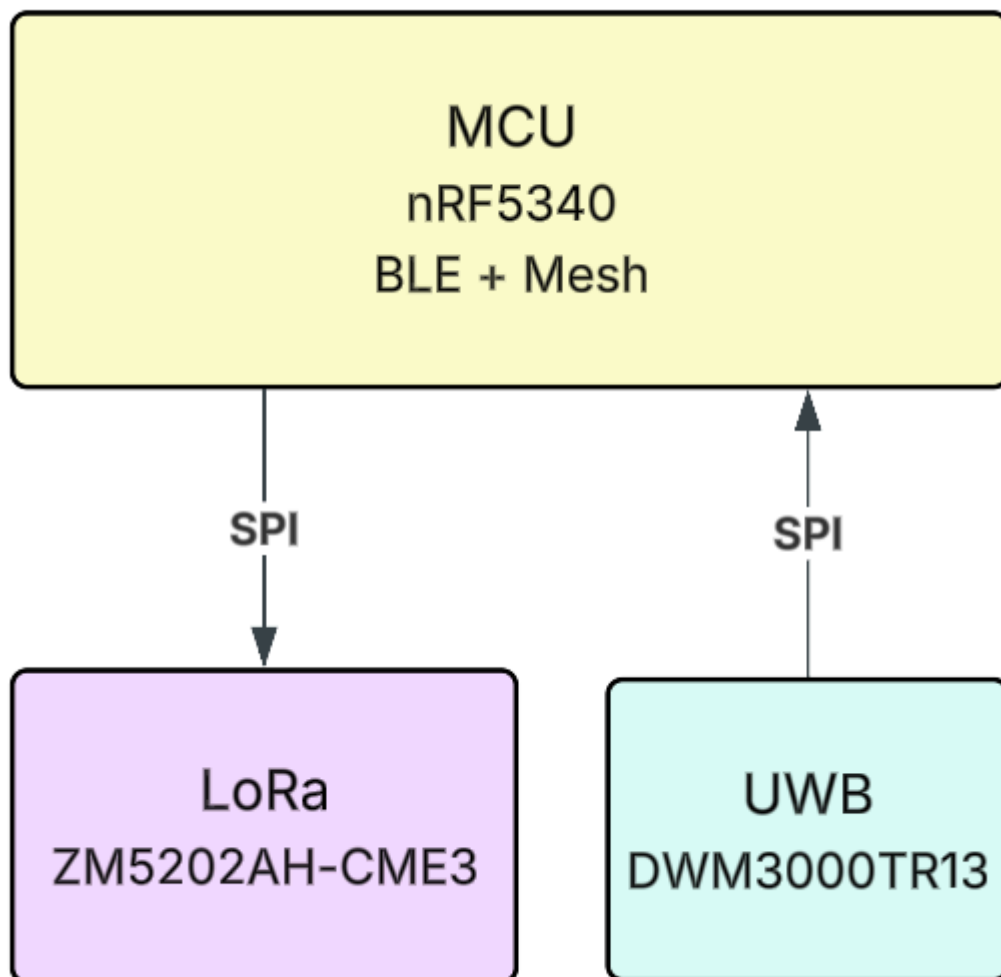 MCU
nRF5340
BLE + Mesh
SPI
SPI
LoRa
ZM5202AH-CME3
UWB
DWM3000TR13